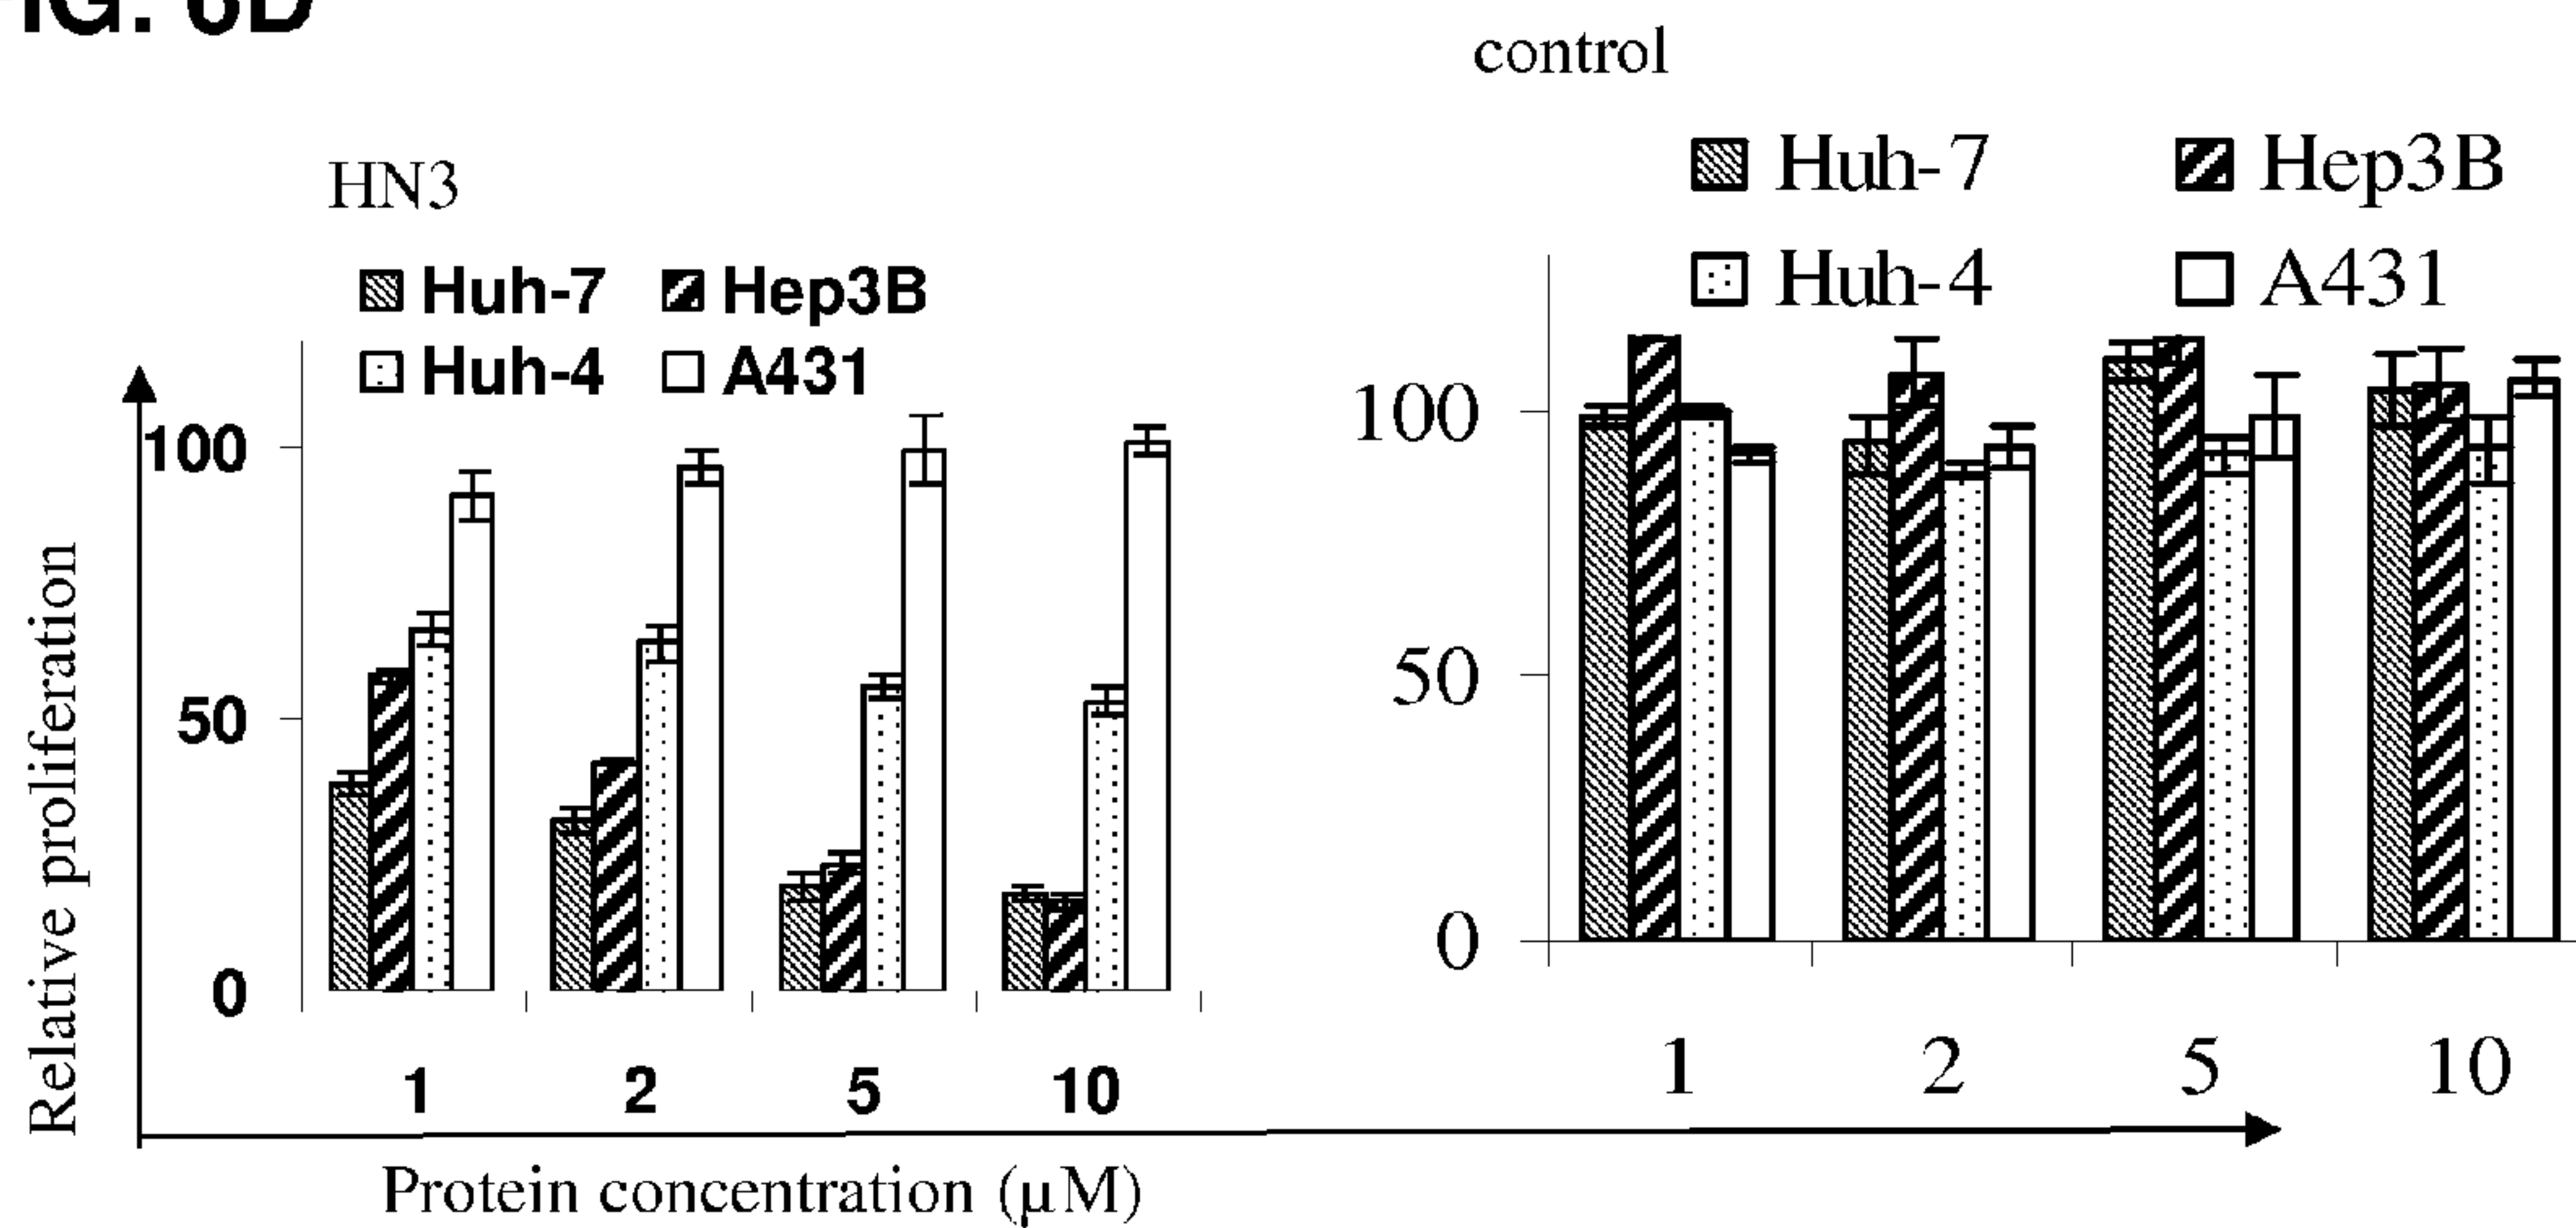 control
HN3
Huh-7 Hep3B
Huh-4 A431
100
50
0
1 2 5 10
Huh-7 Hep3B
Huh-4 A431
100
50
0
1 2 5 10
Relative proliferation
Protein concentration (μM)